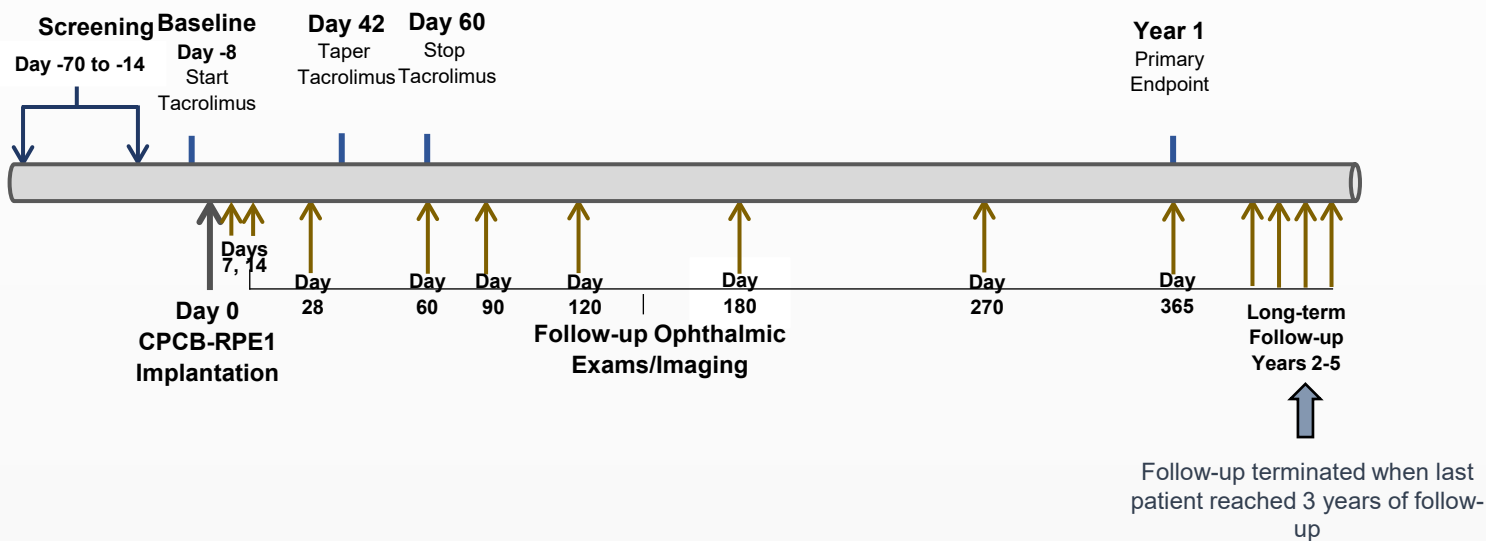 Screening
Day -70 to -14
Baseline
Day -8
Start
Tacrolimus
Day 42
Taper
Tacrolimus
Day 60
Stop
Tacrolimus
Year 1
Primary
Endpoint
Days
7, 14
Day
28
Day
60
Day
90
Day
120
Day
180
Day
270
Day
365
Day 0
CPCB-RPE1
Implantation
Follow-up Ophthalmic
Exams/Imaging
Long-term
Follow-up
Years 2-5
Follow-up terminated when last
patient reached 3 years of follow-
up